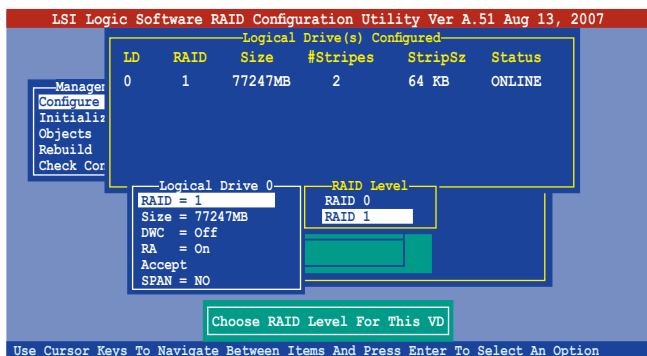 LSI Logic Software RAID Configuration Utility Ver A.51 Aug 13, 2007
Logical Drive(s) Configured
LD RAID Size #Stripes StripSz Status
0 1 77247MB 2 64 KB ONLINE
Manager
Configure
Initializ
Objects
Rebuild
Check Con
Logical Drive 0
RAID = 1
Size = 77247MB
DWC = Off
RA = On
Accept
SPAN = NO
RAID Level
RAID 0
RAID 1
Choose RAID Level For This VD
Use Cursor Keys To Navigate Between Items And Press Enter To Select An Option